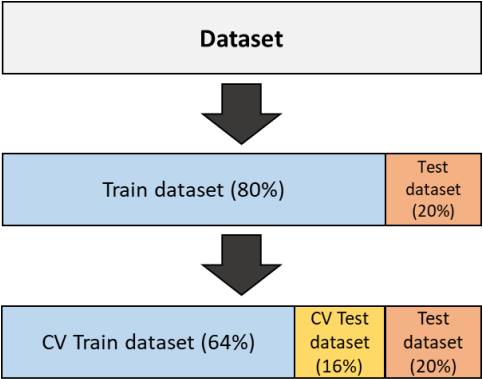 Dataset
Train dataset (80%)
Test
dataset
(20%)
CV Train dataset (64%)
CV Test
dataset
(16%)
Test
dataset
(20%)